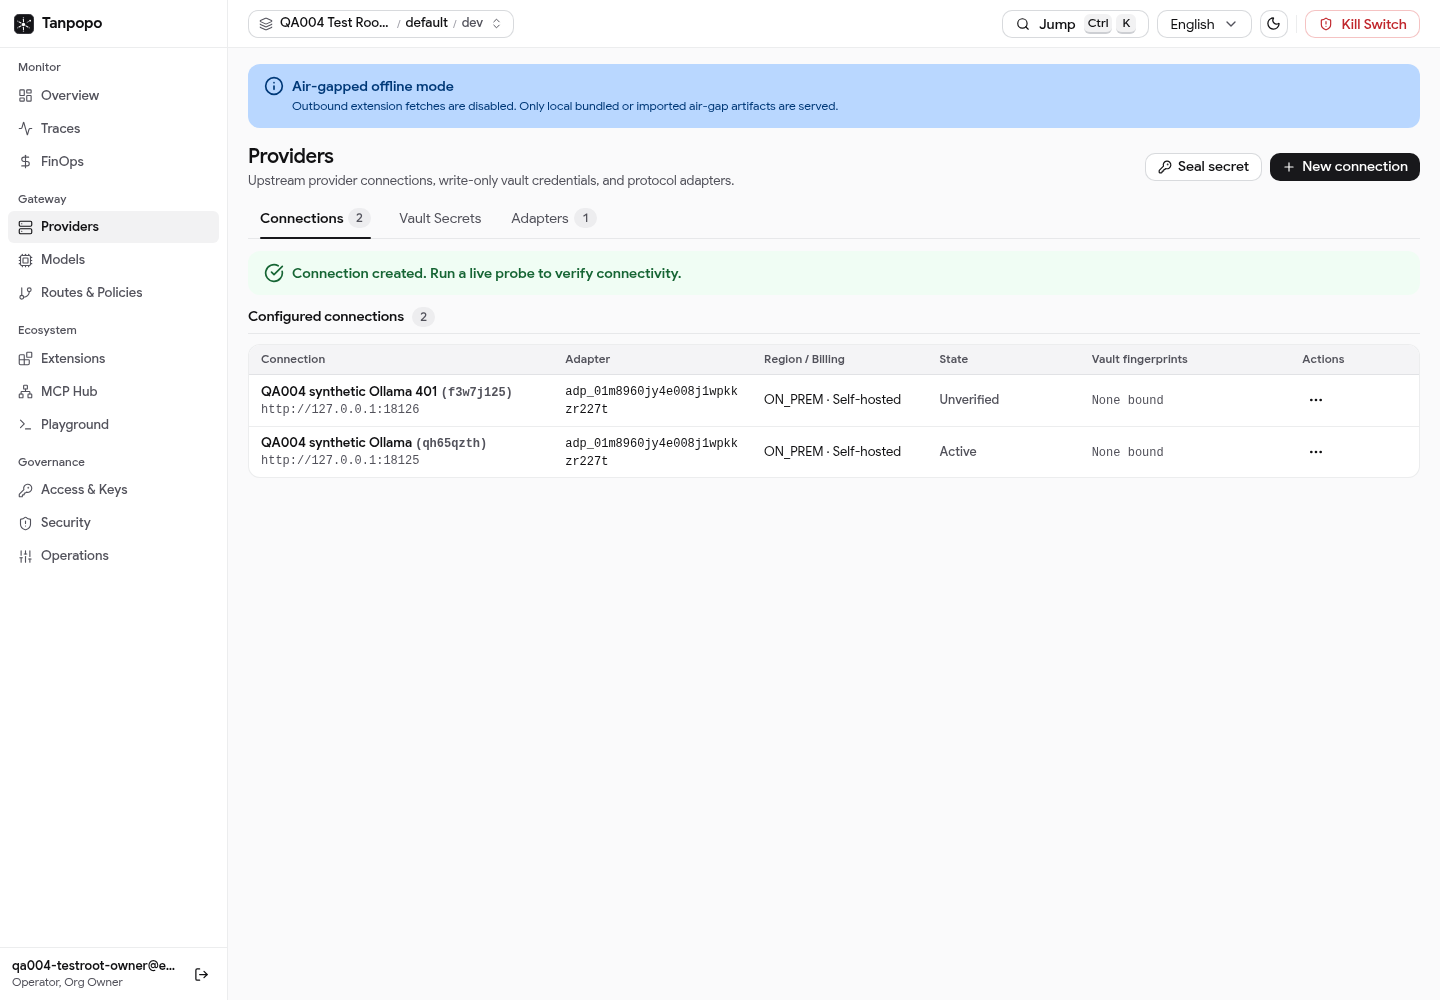 Tanpopo
QA004 Test Roo... / default / dev
Jump Ctrl K
English
Kill Switch
Monitor
Overview
Traces
FinOps
Gateway
Providers
Models
Routes & Policies
Ecosystem
Extensions
MCP Hub
Playground
Governance
Access & Keys
Security
Operations
qa004-testroot-owner@e...
Operator, Org Owner
Air-gapped offline mode
Outbound extension fetches are disabled. Only local bundled or imported air-gap artifacts are served.
Providers
Upstream provider connections, write-only vault credentials, and protocol adapters.
Seal secret
New connection
Connections 2 Vault Secrets Adapters 1
Connection created. Run a live probe to verify connectivity.
Configured connections 2
Connection Adapter Region / Billing State Vault fingerprints Actions
QA004 synthetic Ollama 401 (f3w7j125)
http://127.0.0.1:18126
adp_01m8960jy4e008j1wpkk
zr227t
ON_PREM · Self-hosted
Unverified
None bound
QA004 synthetic Ollama (qh65qzth)
http://127.0.0.1:18125
adp_01m8960jy4e008j1wpkk
zr227t
ON_PREM · Self-hosted
Active
None bound